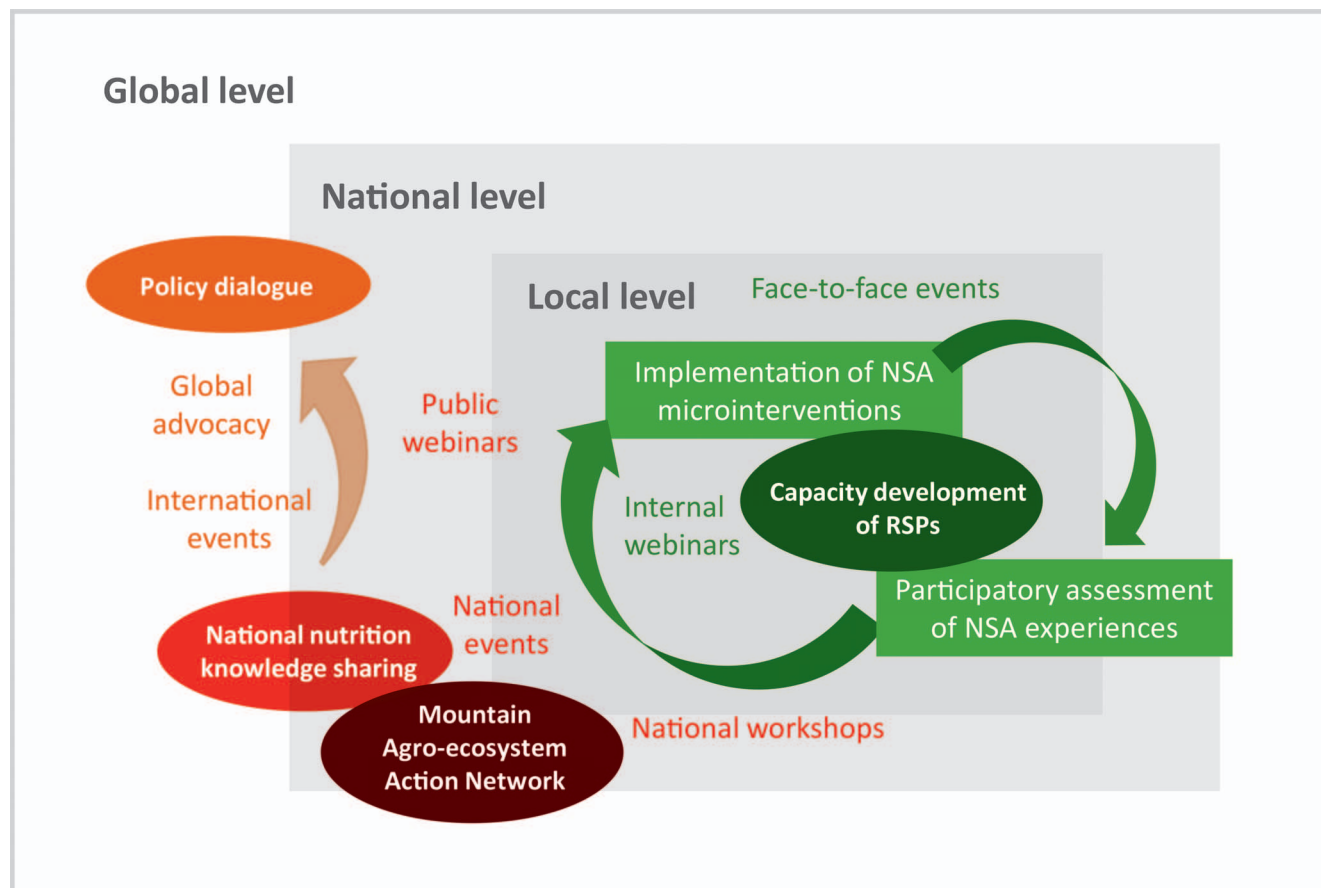 Global level
National level
Policy dialogue
Local level
Face-to-face events
Implementation of NSA
microinterventions
Global
advocacy
Public
webinars
International
events
Internal
webinars
Capacity development
of RSPs
Participatory assessment
of NSA experiences
National
events
National nutrition
knowledge sharing
Mountain
Agro-ecosystem
Action Network
National workshops